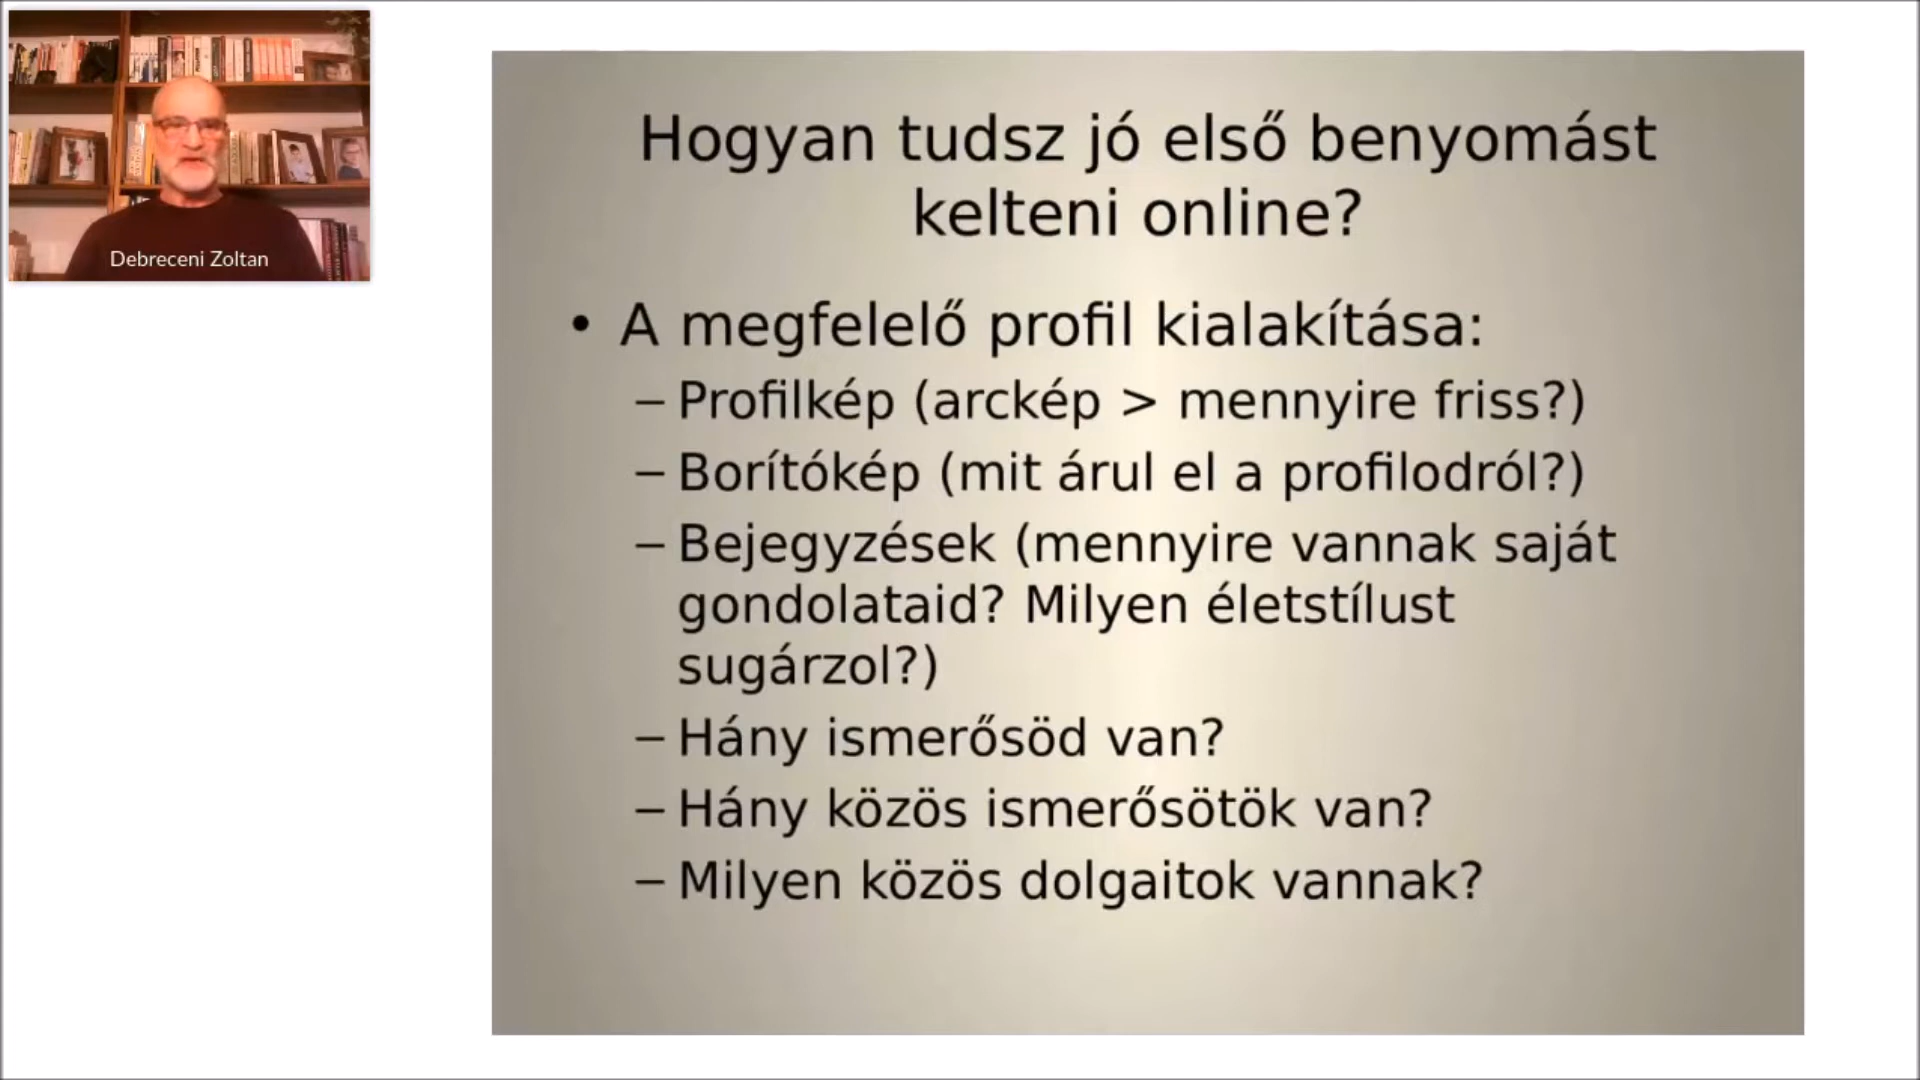 Debreceni Zoltan
Hogyan tudsz jó első benyomást
kelteni online?
• A megfelelő profil kialakítása:
– Profilkép (arckép > mennyire friss?)
– Borítókép (mit árul el a profilodról?)
– Bejegyzések (mennyire vannak saját
gondolataid? Milyen életstílust
sugárzol?)
– Hány ismerősöd van?
– Hány közös ismerősötök van?
– Milyen közös dolgaitok vannak?